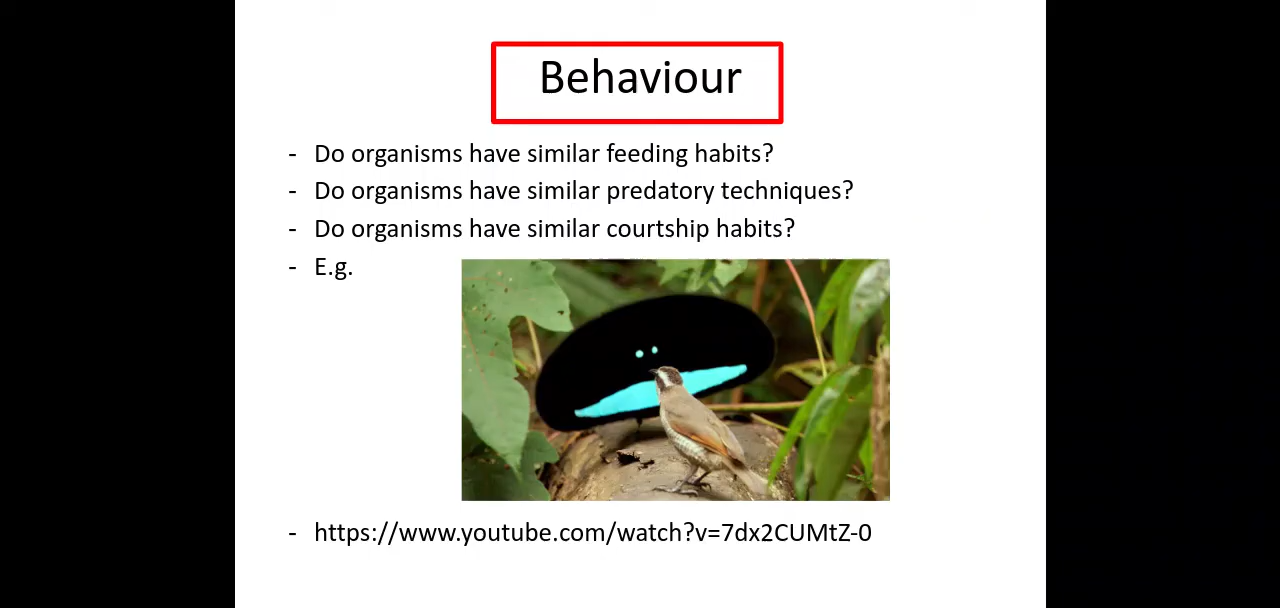 Behaviour
- Do organisms have similar feeding habits?
- Do organisms have similar predatory techniques?
- Do organisms have similar courtship habits?
- E.g.
- https://www.youtube.com/watch?v=7dx2CUMtZ-0